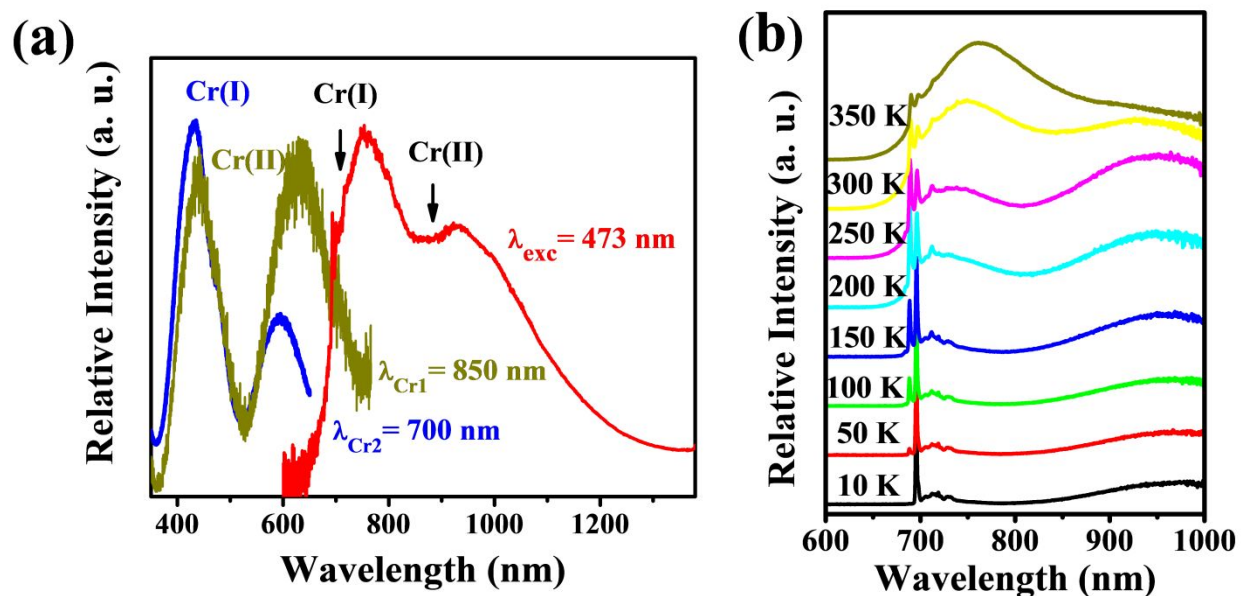 (a)
Relative Intensity (a. u.)
Cr(I)
Cr(II)
Cr(I)
Cr(II)
λexc= 473 nm
λCr1= 850 nm
λCr2= 700 nm
400 600 800 1000 1200
Wavelength (nm)
(b)
Relative Intensity (a. u.)
350 K
300 K
250 K
200 K
150 K
100 K
50 K
10 K
600 700 800 900 1000
Wavelength (nm)